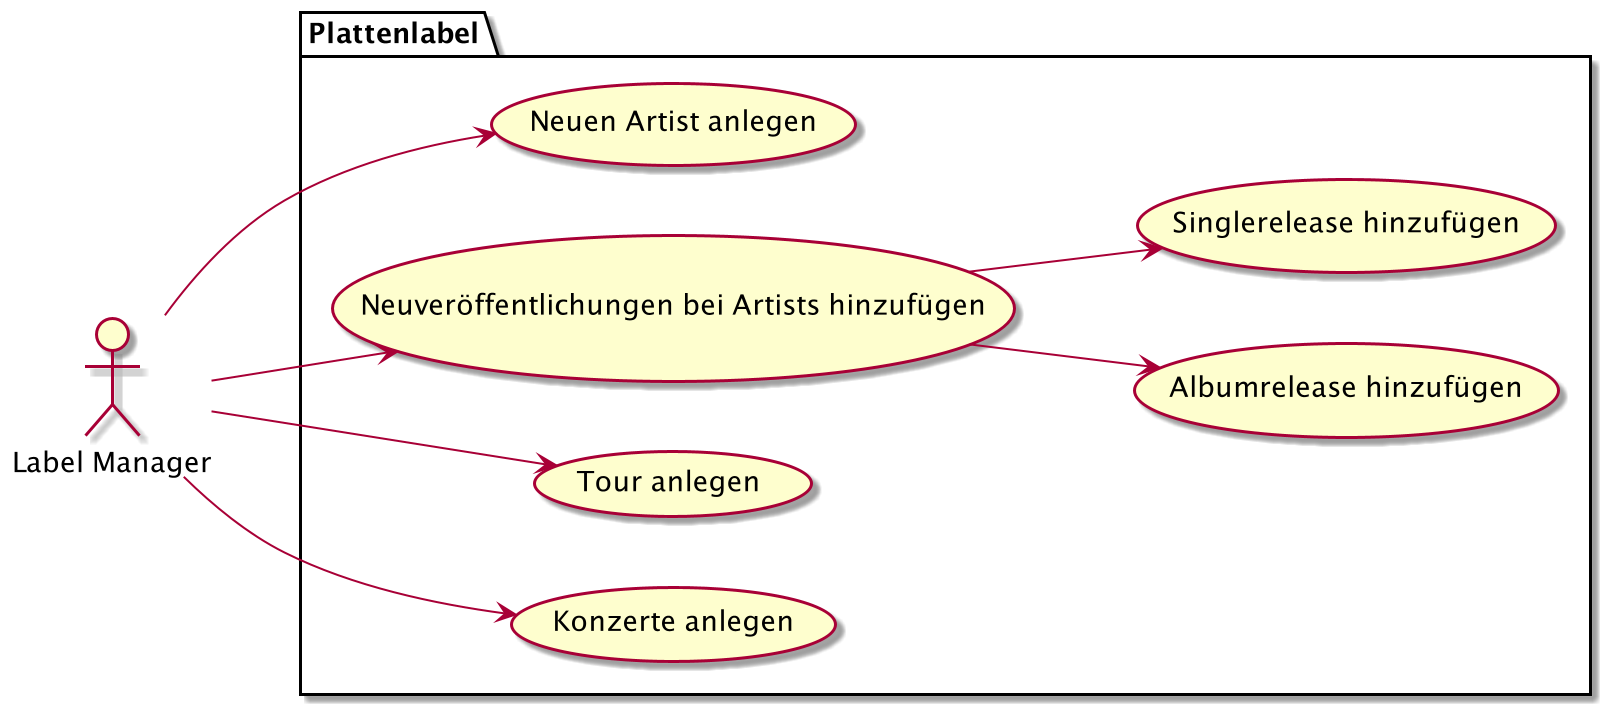 Plattenlabel
Neuen Artist anlegen
Singlerelease hinzufügen
Neuveröffentlichungen bei Artists hinzufügen
Albumrelease hinzufügen
Label Manager
Tour anlegen
Konzerte anlegen